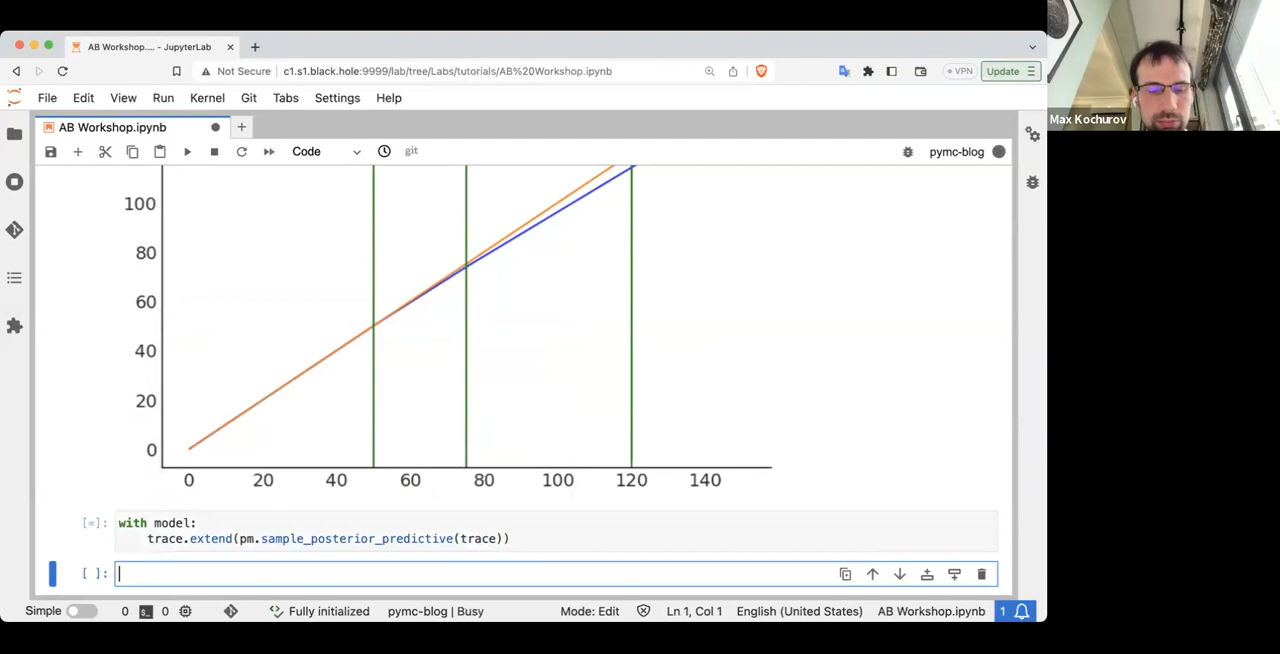 AB Workshop.... - JupyterLab
Not Secure
c1.s1.black.hole:9999/lab/tree/Labs/tutorials/AB%20Workshop.ipynb
VPN
Update
Max Kochurov
File Edit View Run Kernel Git Tabs Settings Help
AB Workshop.ipynb
Code
git
pymc-blog
100
80
60
40
20
0
0 20 40 60 80 100 120 140
[*]: with model:
trace.extend(pm.sample_posterior_predictive(trace))
[ ]:
Simple 0 0 Fully initialized pymc-blog | Busy Mode: Edit Ln 1, Col 1 English (United States) AB Workshop.ipynb 1